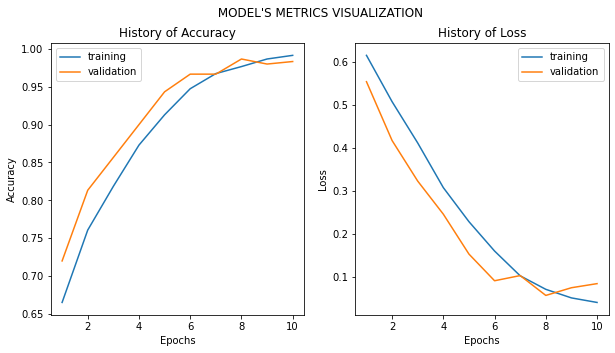 MODEL'S METRICS VISUALIZATION
History of Accuracy
training
validation
1.00
0.95
0.90
0.85
0.80
0.75
0.70
0.65
Accuracy
2 4 6 8 10
Epochs
History of Loss
training
validation
0.6
0.5
0.4
0.3
0.2
0.1
Loss
2 4 6 8 10
Epochs